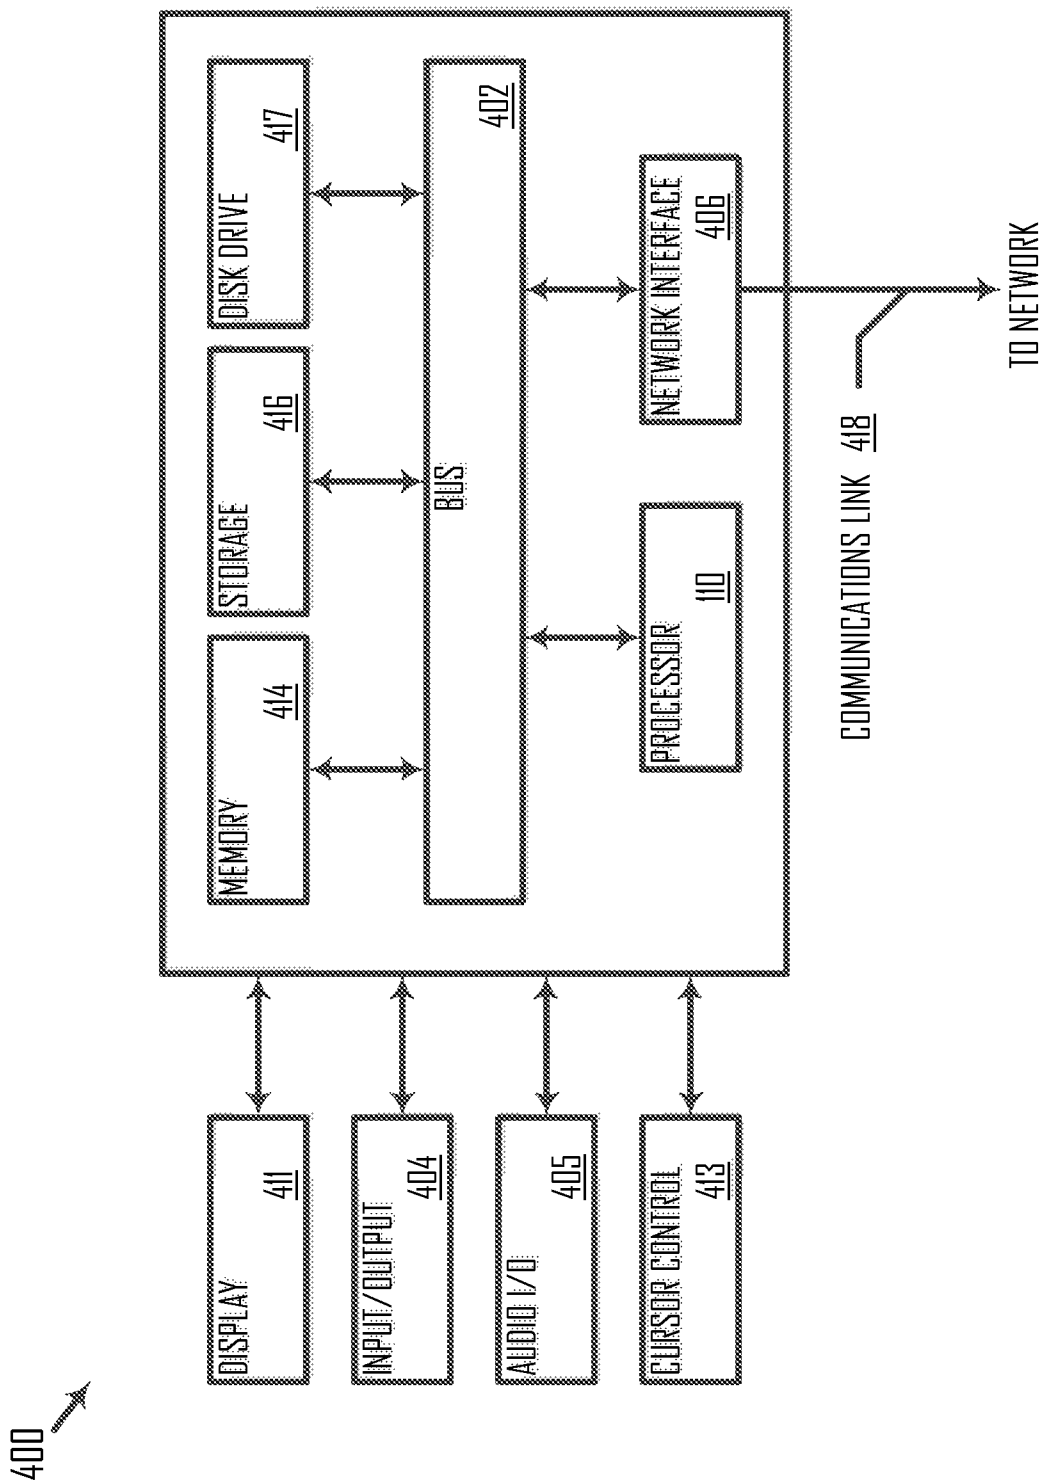 400
DISPLAY
411
INPUT/OUTPUT
404
AUDIO I/O
405
CURSOR CONTROL
413
MEMORY
414
STORAGE
416
DISK DRIVE
417
BUS
402
PROCESSOR
110
NETWORK INTERFACE
406
COMMUNICATIONS LINK 418
TO NETWORK